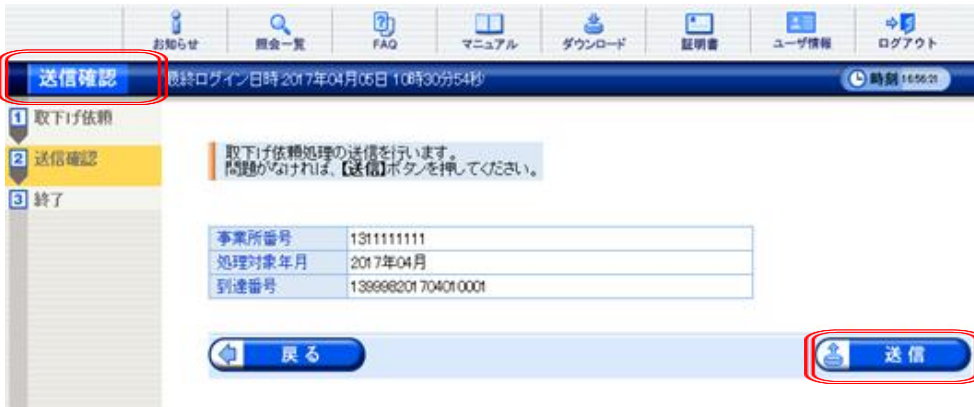 お知らせ 照会一覧 FAQ マニュアル ダウンロード 証明書 ユーザ情報 ログアウト
送信確認 最終ログイン日時 2017年04月05日 10時30分54秒 時刻 16:56:21
1 取下げ依頼
2 送信確認
3 終了
取下げ依頼処理の送信を行います。
問題がなければ、【送信】ボタンを押してください。
事業所番号 1311111111
処理対象年月 2017年04月
到達番号 139998201704010001
戻る 送信